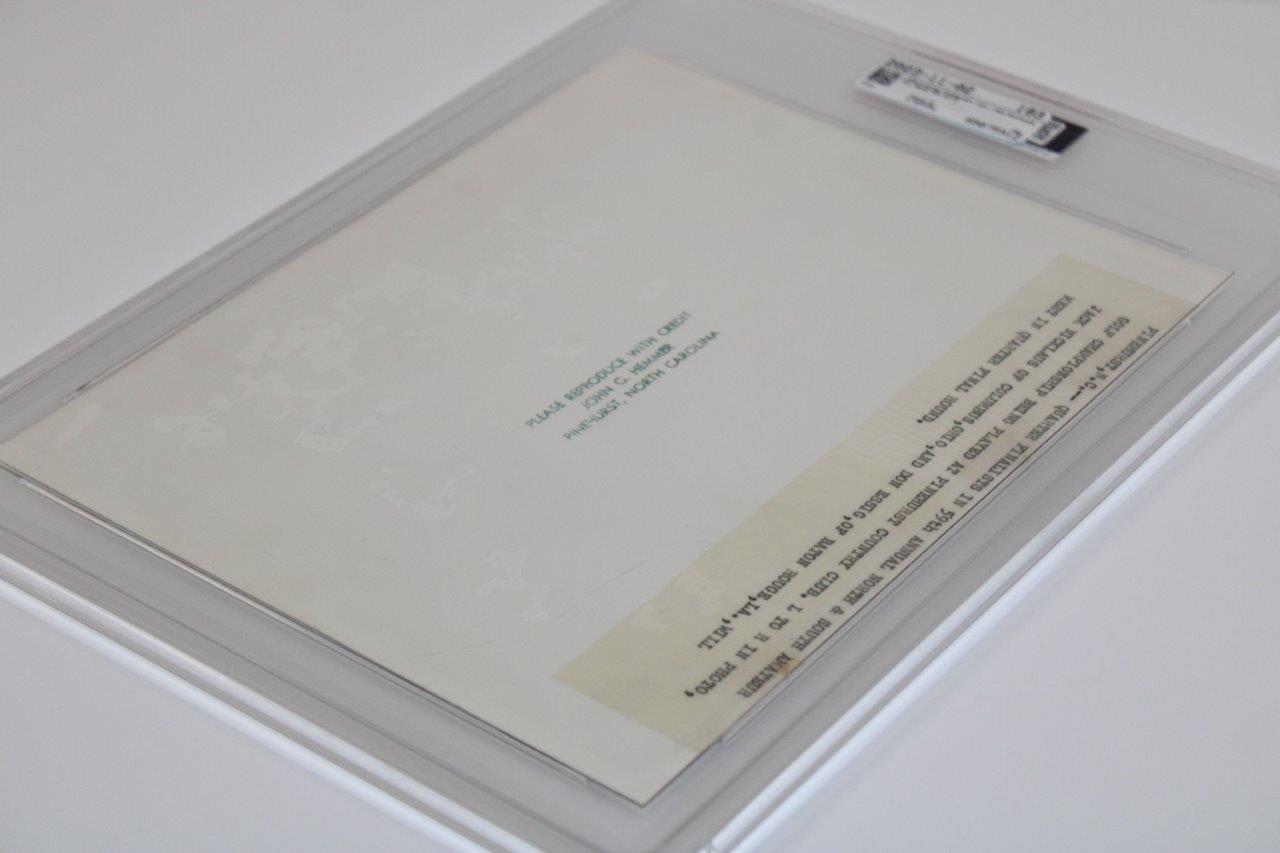 PLEASE REPRODUCE WITH CREDIT
JOHN C. HEMMER
PINEHURST, NORTH CAROLINA
PINEHURST,N.C.— QUARTER FINALISTS IN 59th ANNUAL NORTH & SOUTH AMATEUR
GOLF CHAMPIONSHIP BEING PLAYED AT PINEHURST COUNTRY CLUB. L TO R IN PHOTO,
JACK NICKLAUS OF COLUMBUS,OHIO,AND DON ESSIG,OF BATON ROUGE,LA.,WILL
MEET IN QUARTER FINAL ROUND.